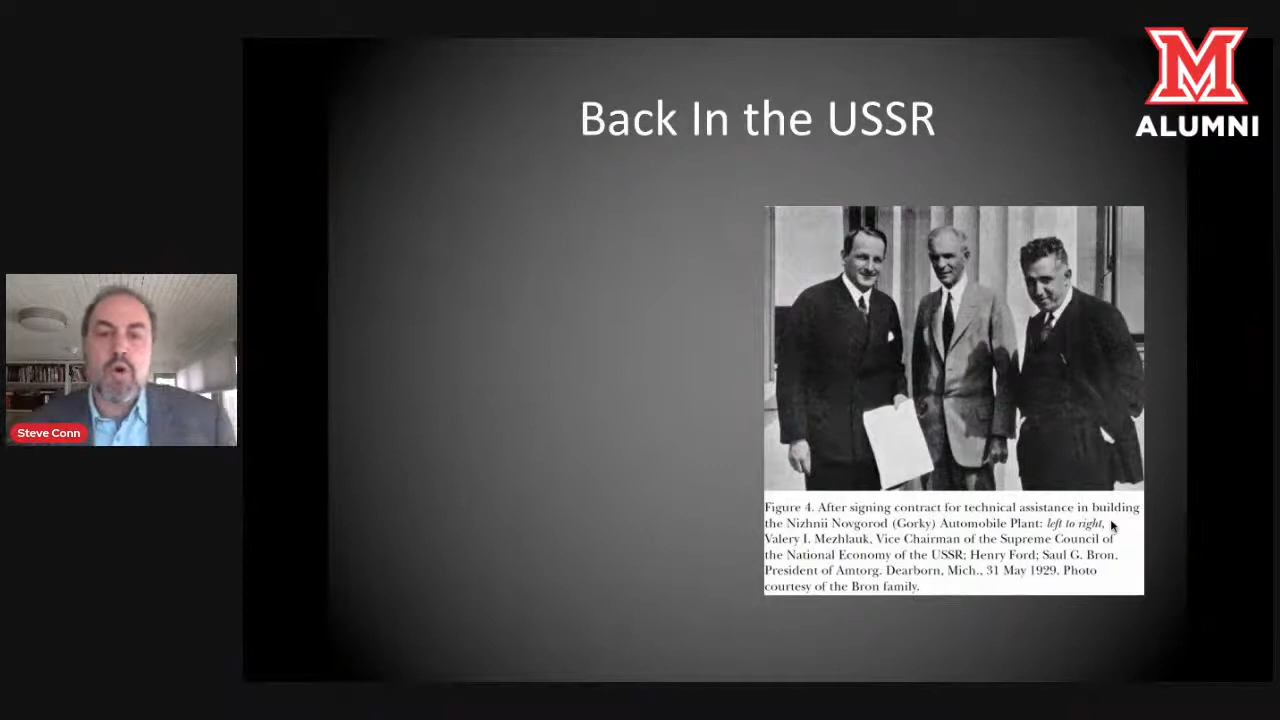 Back In the USSR
M
ALUMNI
Steve Conn
Figure 4. After signing contract for technical assistance in building
the Nizhnii Novgorod (Gorky) Automobile Plant: left to right,
Valery I. Mezhlauk, Vice Chairman of the Supreme Council of
the National Economy of the USSR; Henry Ford; Saul G. Bron,
President of Amtorg. Dearborn, Mich., 31 May 1929. Photo
courtesy of the Bron family.